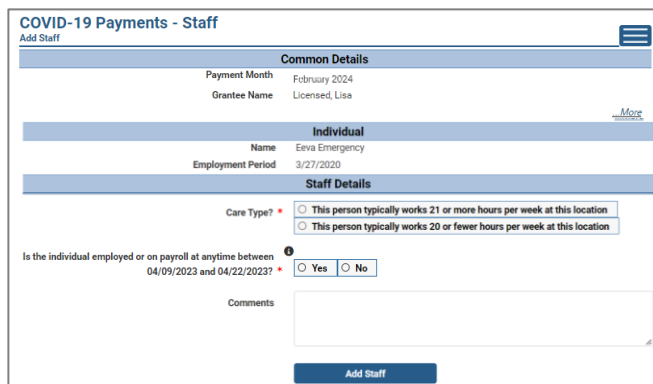 COVID-19 Payments - Staff
Add Staff
Common Details
Payment Month February 2024
Grantee Name Licensed, Lisa
...More
Individual
Name Eeva Emergency
Employment Period 3/27/2020
Staff Details
Care Type? * This person typically works 21 or more hours per week at this location
This person typically works 20 or fewer hours per week at this location
Is the individual employed or on payroll at anytime between
04/09/2023 and 04/22/2023? * Yes No
Comments
Add Staff